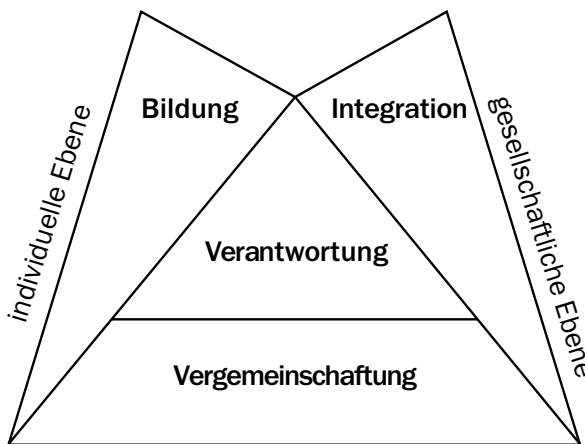 Bildung
Integration
individuelle Ebene
gesellschaftliche Ebene
Verantwortung
Vergemeinschaftung